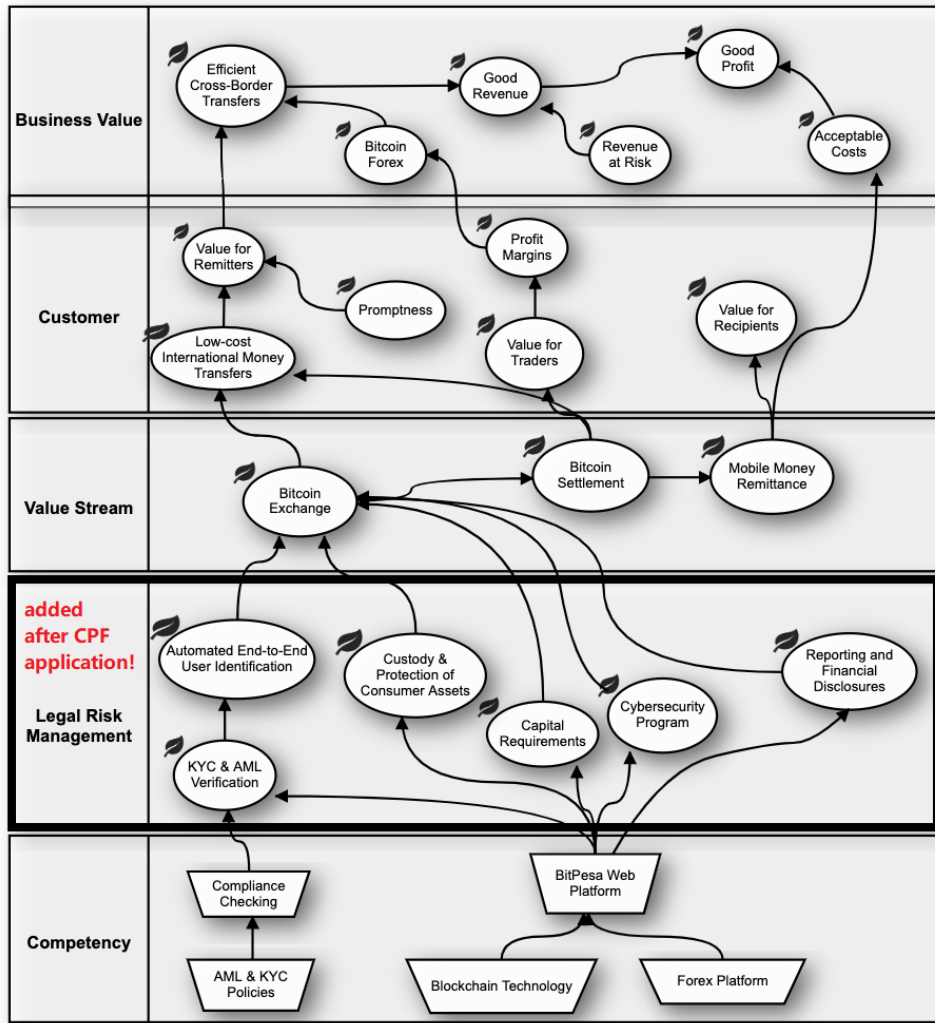 Business Value
Efficient
Cross-Border
Transfers
Good
Revenue
Good
Profit
Bitcoin
Forex
Revenue
at Risk
Acceptable
Costs
Customer
Value for
Remitters
Profit
Margins
Promptness
Value for
Recipients
Low-cost
International Money
Transfers
Value for
Traders
Value Stream
Bitcoin
Exchange
Bitcoin
Settlement
Mobile Money
Remittance
added
after CPF
application!
Legal Risk
Management
Automated End-to-End
User Identification
Custody &
Protection of
Consumer Assets
Reporting and
Financial
Disclosures
Capital
Requirements
Cybersecurity
Program
KYC & AML
Verification
Competency
Compliance
Checking
BitPesa Web
Platform
AML & KYC
Policies
Blockchain Technology
Forex Platform